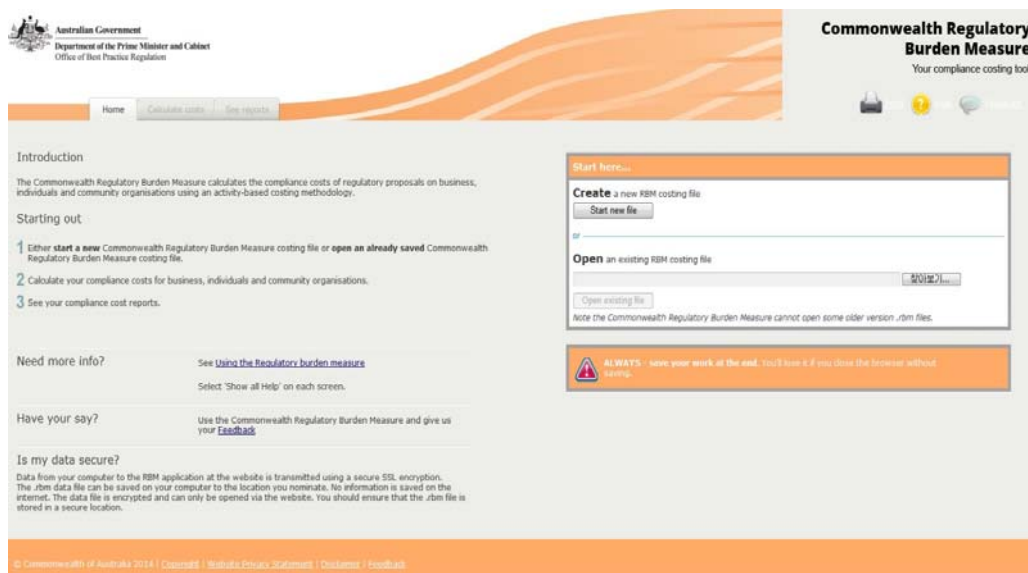 Australian Government
Department of the Prime Minister and Cabinet
Office of Best Practice Regulation
Commonwealth Regulatory
Burden Measure
Your compliance costing tool
Home
Calculate costs
See reports
Introduction
The Commonwealth Regulatory Burden Measure calculates the compliance costs of regulatory proposals on business,
individuals and community organisations using an activity-based costing methodology.
Starting out
1 Either start a new Commonwealth Regulatory Burden Measure costing file or open an already saved Commonwealth
Regulatory Burden Measure costing file.
2 Calculate your compliance costs for business, individuals and community organisations.
3 See your compliance cost reports.
Need more info?
See Using the Regulatory burden measure
Select 'Show all Help' on each screen.
Have your say?
Use the Commonwealth Regulatory Burden Measure and give us
your Feedback
Is my data secure?
Data from your computer to the RBM application at the website is transmitted using a secure SSL encryption.
The .rbm data file can be saved on your computer to the location you nominate. No information is saved on the
internet. The data file is encrypted and can only be opened via the website. You should ensure that the .rbm file is
stored in a secure location.
Start here...
Create a new RBM costing file
Start new file
or
Open an existing RBM costing file
찾아보기...
Open existing file
Note the Commonwealth Regulatory Burden Measure cannot open some older version .rbm files.
ALWAYS - save your work at the end. You'll lose it if you close the browser without
saving.
© Commonwealth of Australia 2014 | Copyright | Website Privacy Statement | Disclaimer | Feedback